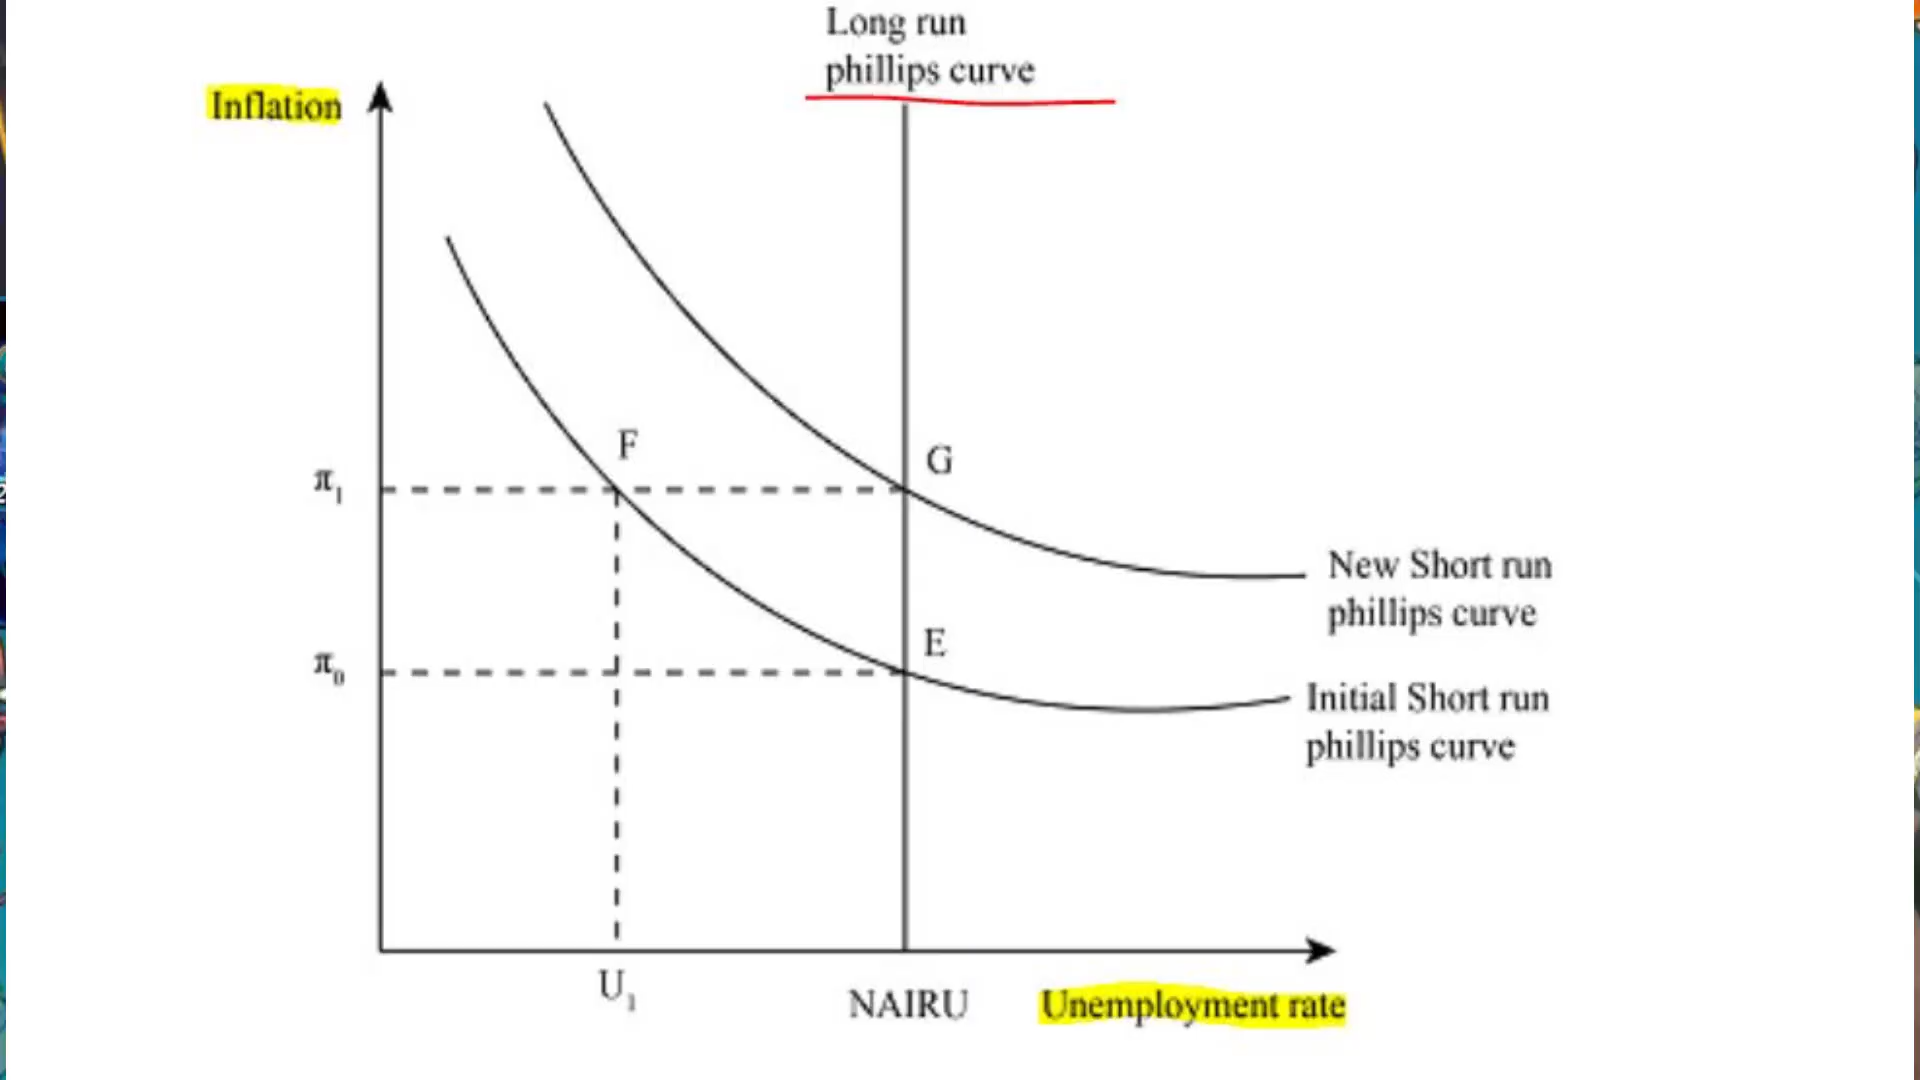 Long run
phillips curve
Inflation
F
G
π1
New Short run
phillips curve
E
π0
Initial Short run
phillips curve
U1
NAIRU
Unemployment rate
2